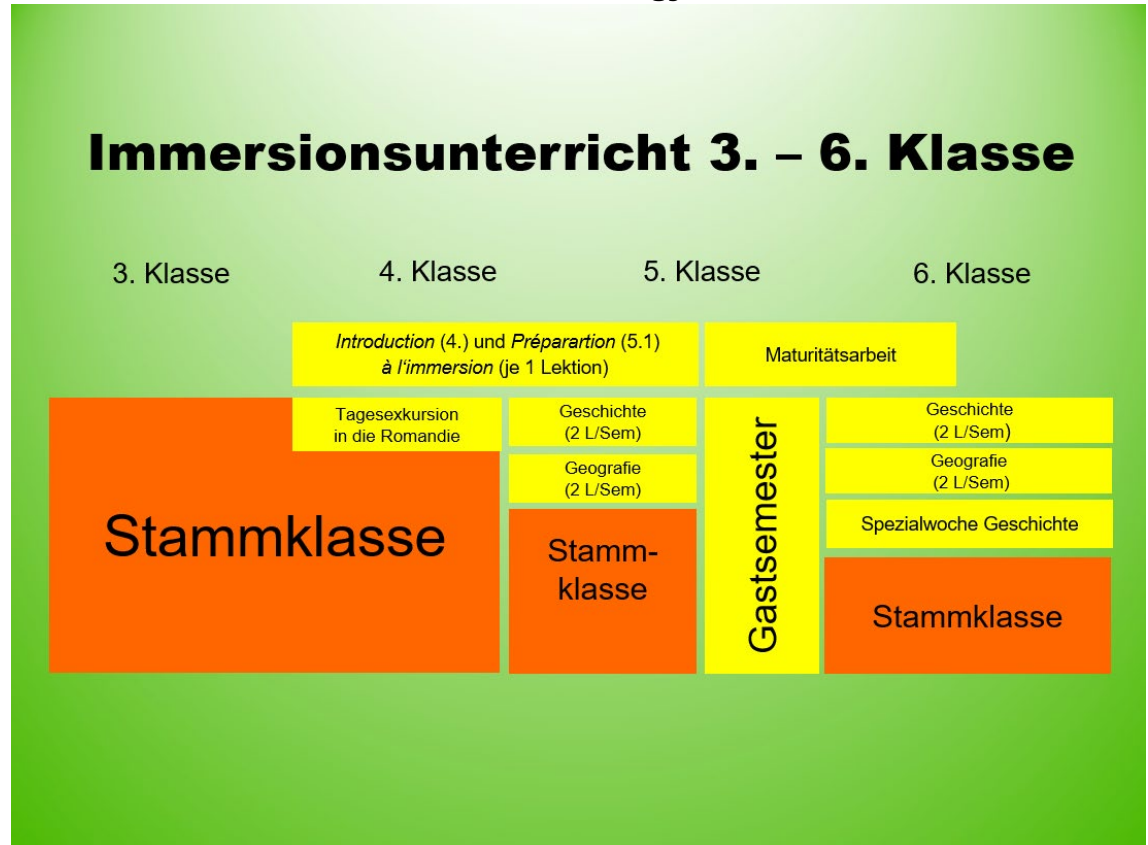 Immersionsunterricht 3. – 6. Klasse
3. Klasse
4. Klasse
5. Klasse
6. Klasse
Introduction (4.) und Préparartion (5.1)
à l'immersion (je 1 Lektion)
Maturitätsarbeit
Tagesexkursion
in die Romandie
Geschichte
(2 L/Sem)
Geografie
(2 L/Sem)
Geschichte
(2 L/Sem)
Geografie
(2 L/Sem)
Spezialwoche Geschichte
Stammklasse
Stamm-
klasse
Gastsemester
Stammklasse